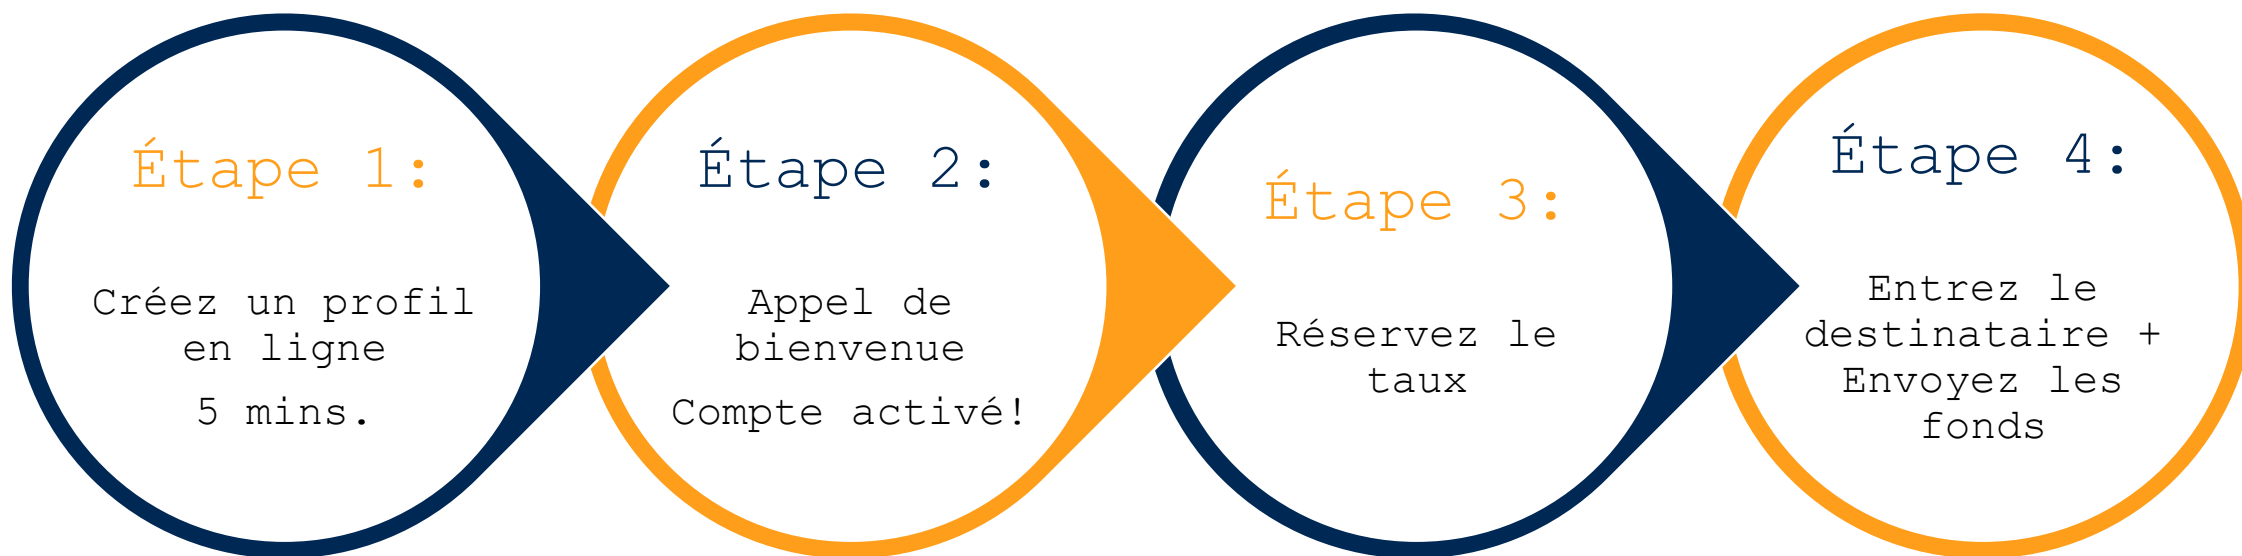 Étape 1:
Créez un profil
en ligne
5 mins.
Étape 2:
Appel de
bienvenue
Compte activé!
Étape 3:
Réservez le
taux
Étape 4:
Entrez le
destinataire +
Envoyez les
fonds